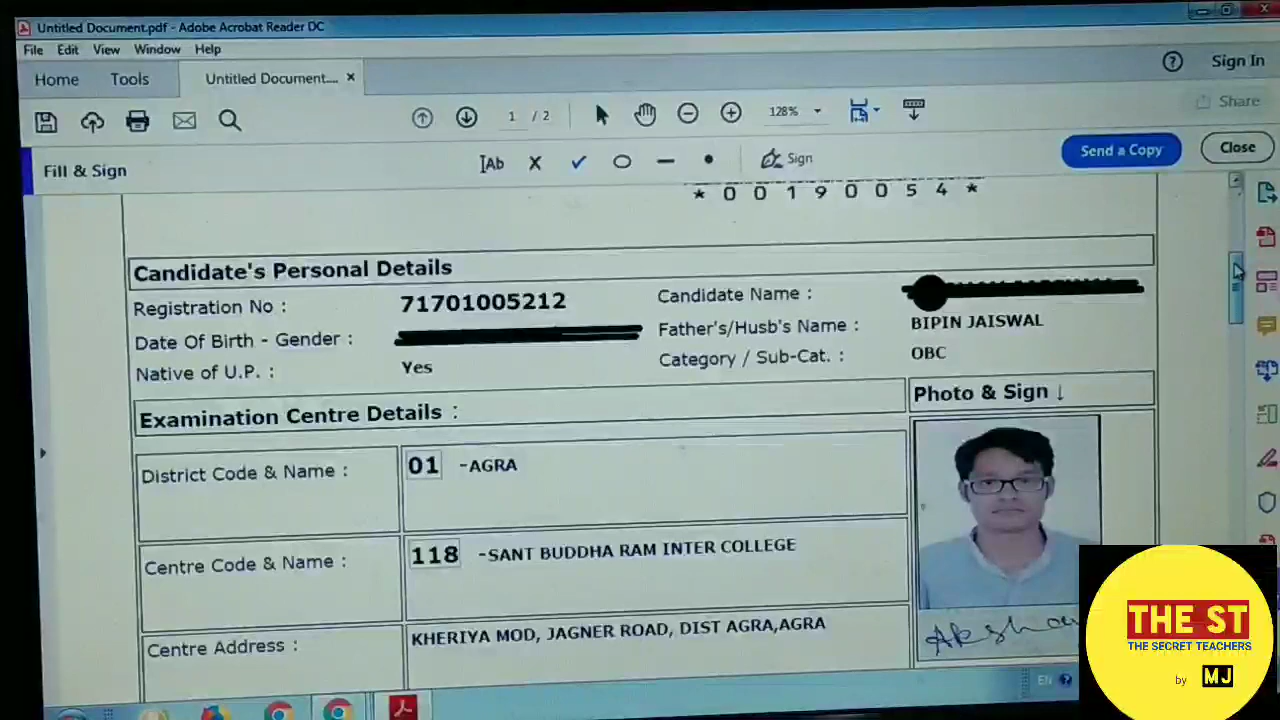 Untitled Document.pdf - Adobe Acrobat Reader DC
File Edit View Window Help
Home Tools Untitled Document.... × ? Sign In
1 / 2 128% Share
Fill & Sign IAb X Sign Send a Copy Close
* 0 0 1 9 0 0 5 4 *
Candidate's Personal Details
Registration No : 71701005212 Candidate Name :
Date Of Birth - Gender : Father's/Husb's Name : BIPIN JAISWAL
Native of U.P. : Yes Category / Sub-Cat. : OBC
Examination Centre Details : Photo & Sign ↓
District Code & Name : 01 -AGRA
Centre Code & Name : 118 -SANT BUDDHA RAM INTER COLLEGE
Centre Address : KHERIYA MOD, JAGNER ROAD, DIST AGRA,AGRA
EN ?
THE ST
THE SECRET TEACHERS
by MJ